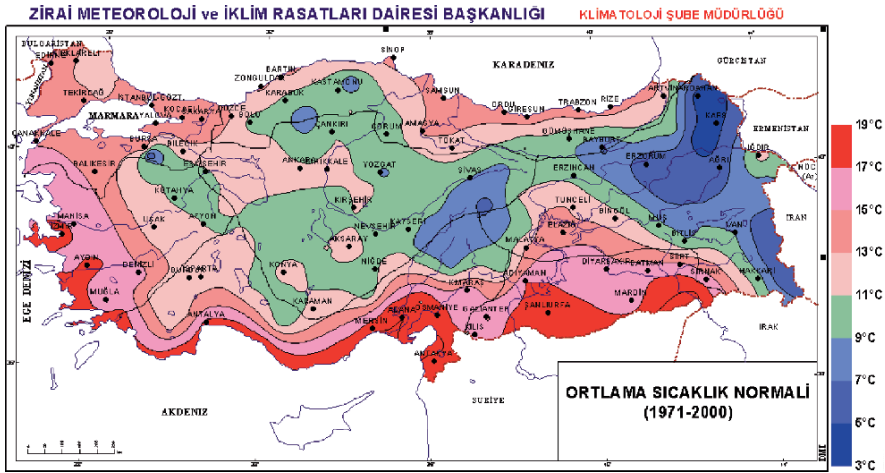 ZİRAİ METEOROLOJİ ve İKLİM RASATLARI DAİRESİ BAŞKANLIĞI
KLİMATOLOJİ ŞUBE MÜDÜRLÜĞÜ
BULGARİSTAN
EDİRNE
KIRKLARELİ
TEKİRDAĞ
İSTANBUL-GÖZT
KOCAELİ
SAKARYA
DÜZCE
ZONGULDAK
BARTIN
KARABÜK
KASTAMONU
SİNOP
KARADENİZ
GÜRCİSTAN
SAMSUN
ORDU
GİRESUN
TRABZON
RİZE
ARTVİN
ARDAHAN
KARS
MARMARA
YALOVA
BOLU
ÇANKIRI
ÇORUM
AMASYA
TOKAT
GÜMÜŞHANE
BAYBURT
ERMENİSTAN
IĞDIR
ÇANAKKALE
BURSA
BİLECİK
BALIKESİR
ESKİŞEHİR
ANKARA
KIRIKKALE
YOZGAT
SİVAS
ERZİNCAN
ERZURUM
AĞRI
İRAN
KÜTAHYA
KIRŞEHİR
TUNCELİ
BİNGÖL
MUŞ
MANİSA
İZMİR
UŞAK
AFYON
AKSARAY
NEVŞEHİR
KAYSERİ
MALATYA
ELAZIĞ
BİTLİS
VAN
EGE DENİZİ
AYDIN
DENİZLİ
BURDUR
ISPARTA
KONYA
NİĞDE
K.MARAŞ
ADIYAMAN
DİYARBAKIR
BATMAN
SİİRT
ŞIRNAK
HAKKARİ
MUĞLA
ANTALYA
KARAMAN
MERSİN
ADANA
OSMANİYE
GAZİANTEP
KİLİS
ŞANLIURFA
MARDİN
IRAK
ANTAKYA
SURİYE
AKDENİZ
ORTLAMA SICAKLIK NORMALİ
(1971-2000)
19°C
17°C
15°C
13°C
11°C
9°C
7°C
5°C
3°C